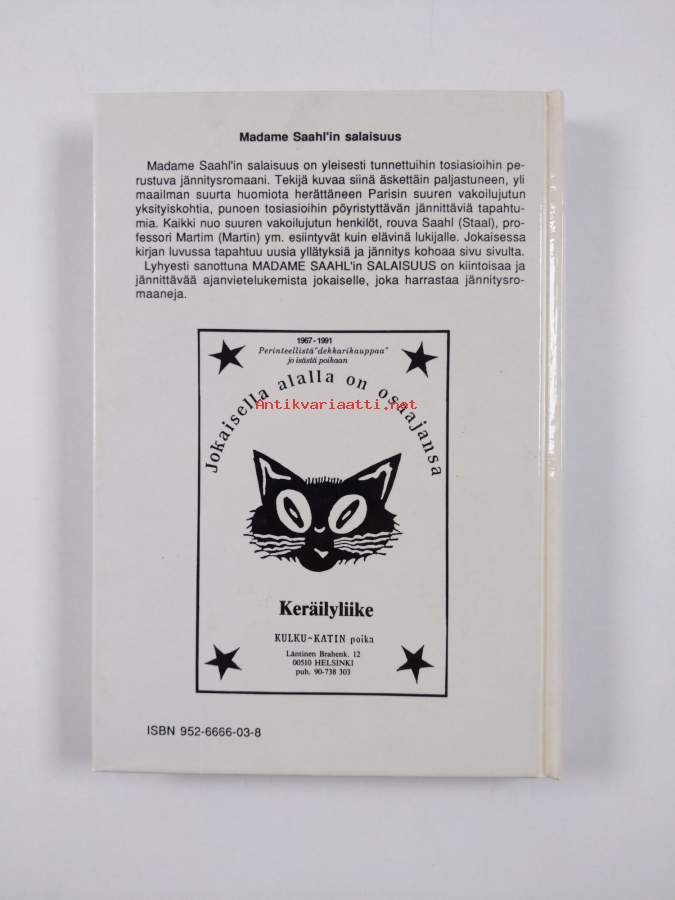 Madame Saahl'in salaisuus
Madame Saahl'in salaisuus on yleisesti tunnettuihin tosiasioihin pe-
rustuva jännitysromaani. Tekijä kuvaa siinä äskettäin paljastuneen, yli
maailman suurta huomiota herättäneen Parisin suuren vakoilujutun
yksityiskohtia, punoen tosiasioihin pöyristyttävän jännittäviä tapahtu-
mia. Kaikki nuo suuren vakoilujutun henkilöt, rouva Saahl (Staal), pro-
fessori Martim (Martin) ym. esiintyvät kuin elävinä lukijalle. Jokaisessa
kirjan luvussa tapahtuu uusia yllätyksiä ja jännitys kohoaa sivu sivulta.
Lyhyesti sanottuna MADAME SAAHL'in SALAISUUS on kiintoisaa ja
jännittävää ajanvietelukemista jokaiselle, joka harrastaa jännitysro-
maaneja.
1967-1991
Perinteellistä "dekkarikauppaa"
jo isästä poikaan
Jokaisella alalla on osaajansa
Antikvariaatti.net
Keräilyliike
KULKU-KATIN poika
Läntinen Brahenk. 12
00510 HELSINKI
puh. 90-738 303
ISBN 952-6666-03-8